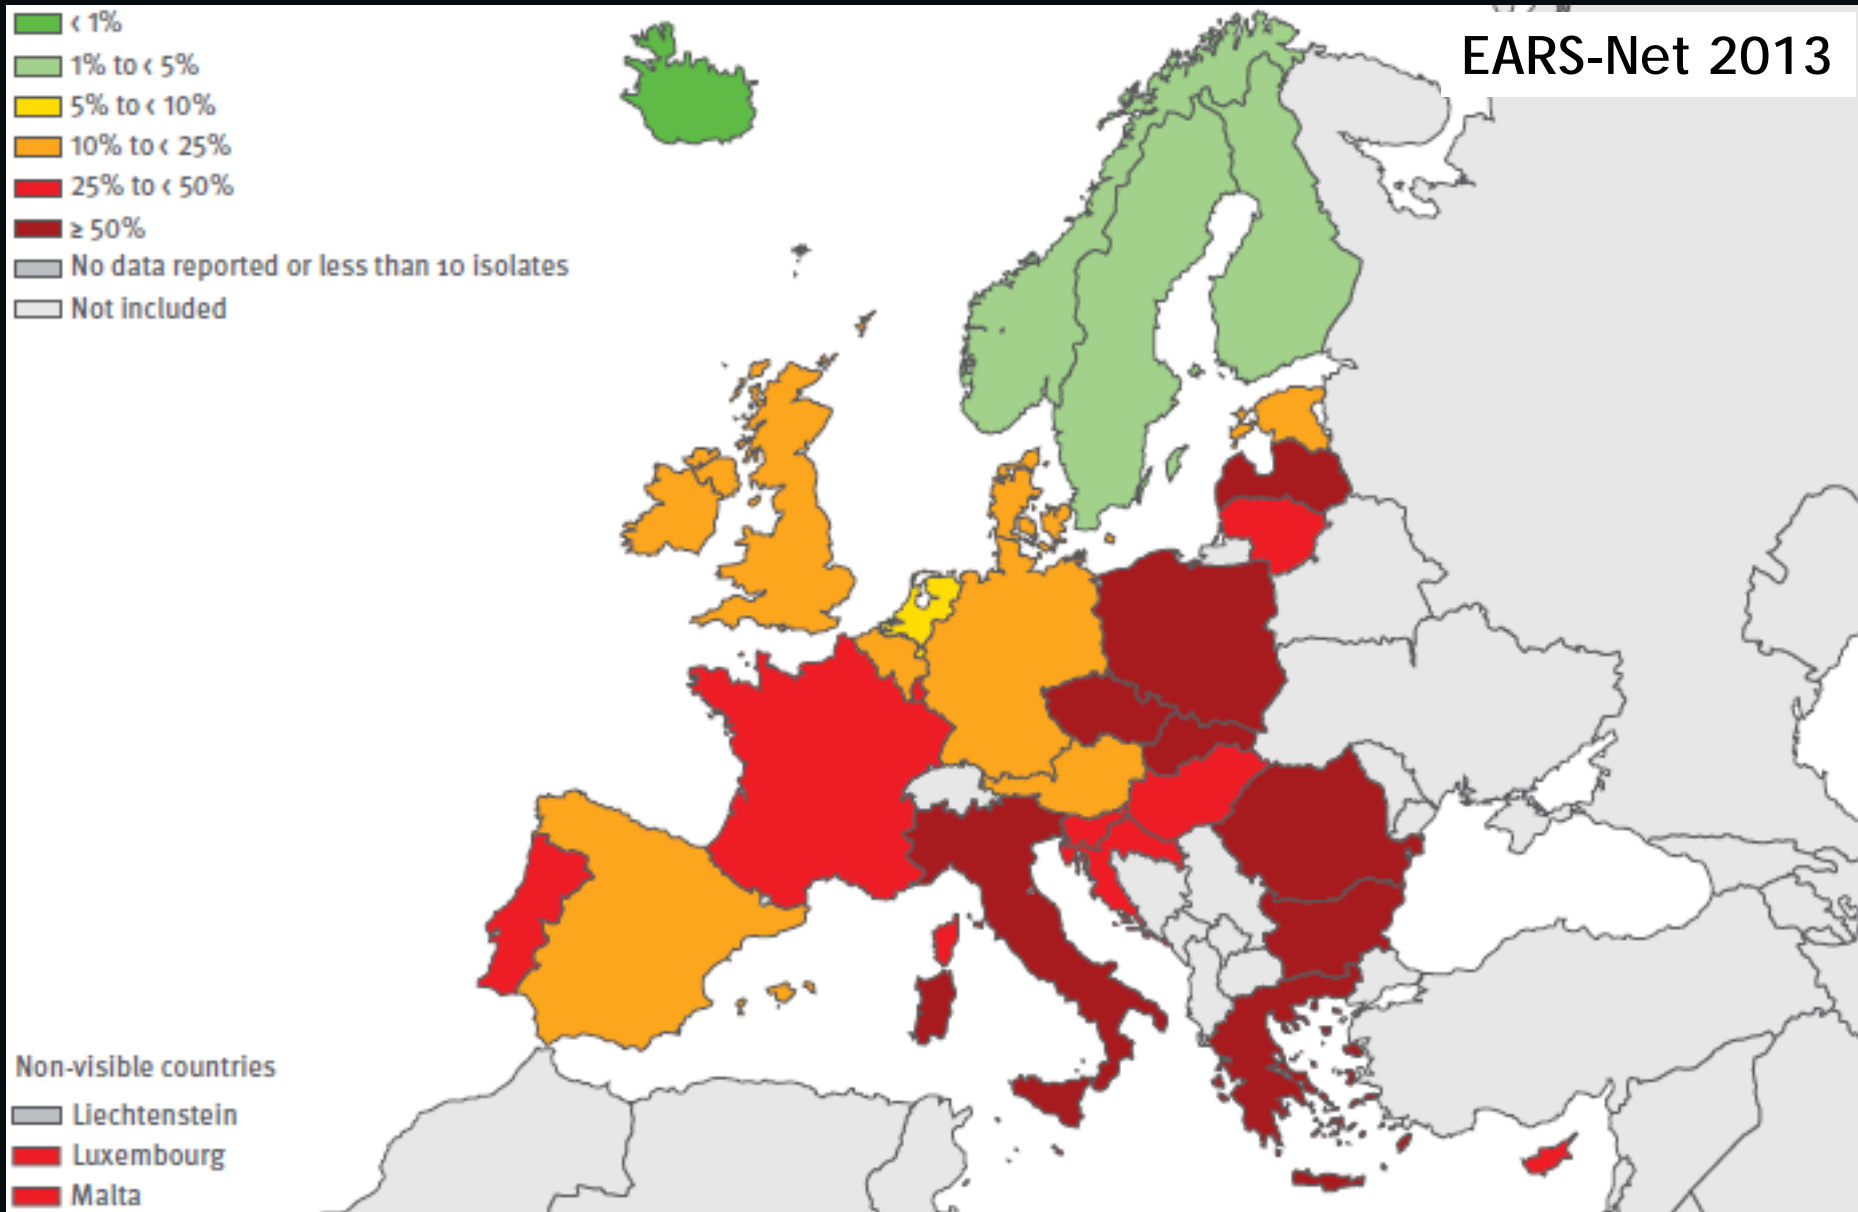 < 1%
EARS-Net 2013
1% to < 5%
5% to < 10%
10% to < 25%
25% to < 50%
≥ 50%
No data reported or less than 10 isolates
Not included
Non-visible countries
Liechtenstein
Luxembourg
Malta